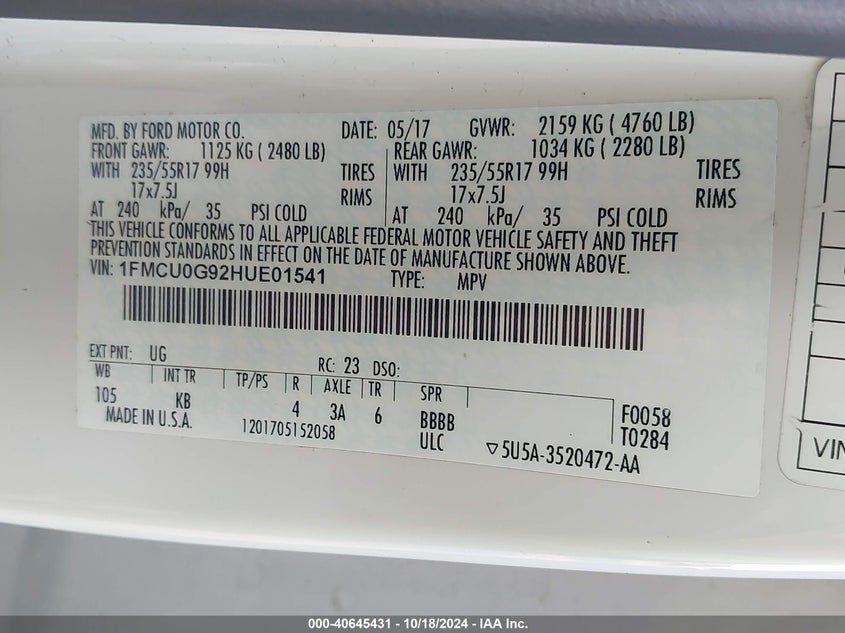 MFD. BY FORD MOTOR CO. DATE: 05/17 GVWR: 2159 KG ( 4760 LB)
FRONT GAWR: 1125 KG ( 2480 LB) REAR GAWR: 1034 KG ( 2280 LB)
WITH 235/55R17 99H TIRES WITH 235/55R17 99H TIRES
17x7.5J RIMS 17x7.5J RIMS
AT 240 kPa/ 35 PSI COLD AT 240 kPa/ 35 PSI COLD
THIS VEHICLE CONFORMS TO ALL APPLICABLE FEDERAL MOTOR VEHICLE SAFETY AND THEFT
PREVENTION STANDARDS IN EFFECT ON THE DATE OF MANUFACTURE SHOWN ABOVE.
VIN: 1FMCU0G92HUE01541 TYPE: MPV
EXT PNT: UG RC: 23 DSO:
WB INT TR TP/PS R AXLE TR SPR
105 KB 4 3A 6 BBBB F0058
MADE IN U.S.A. 1201705152058 ULC ▽5U5A-3520472-AA T0284
VIN
000-40645431 - 10/18/2024 - IAA Inc.